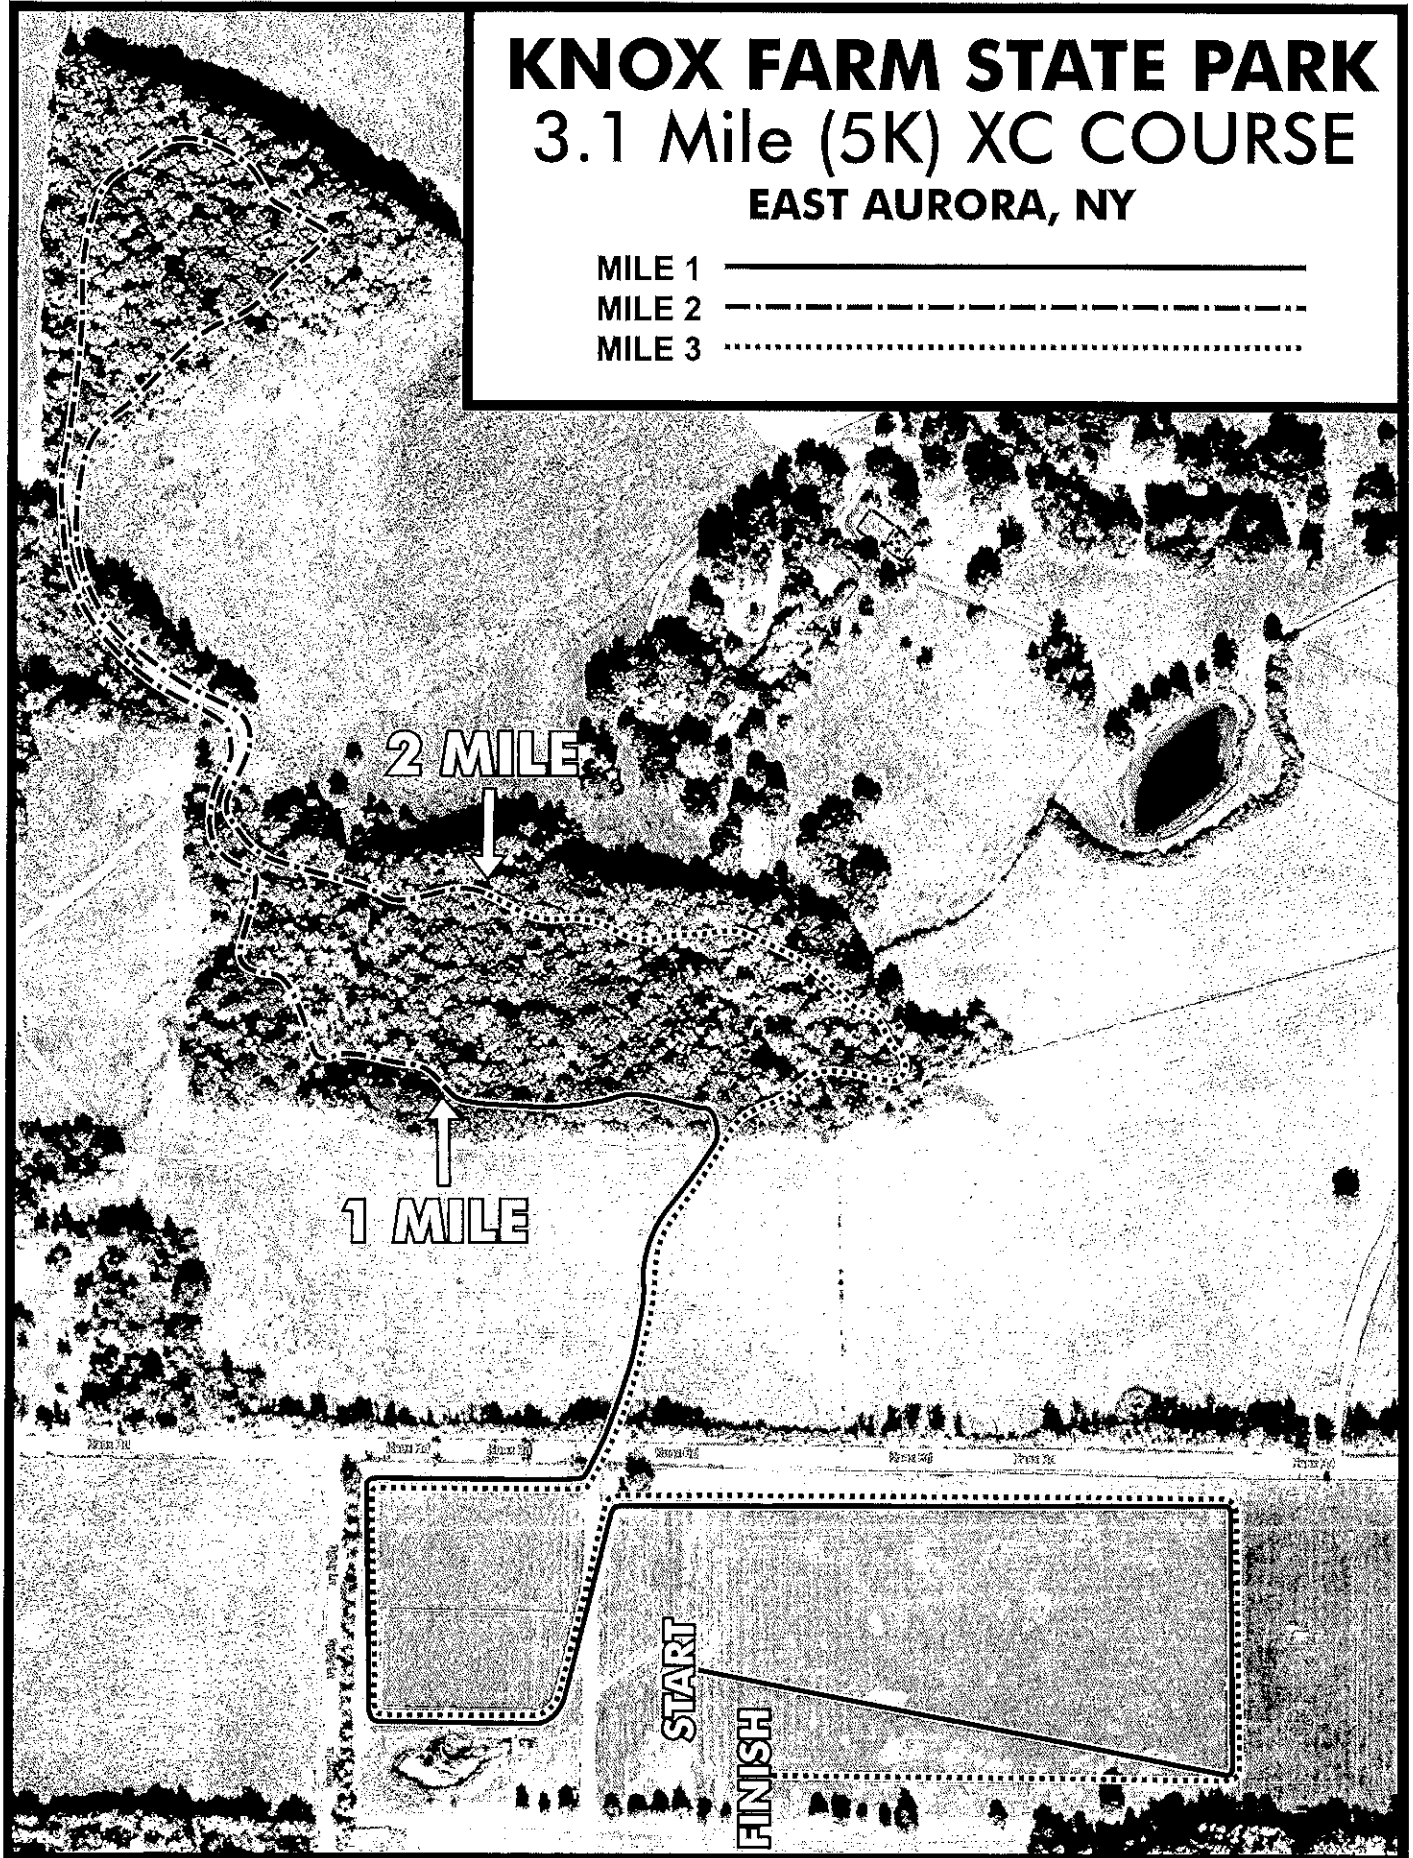 KNOX FARM STATE PARK
3.1 Mile (5K) XC COURSE
EAST AURORA, NY
MILE 1
MILE 2
MILE 3
2 MILE
1 MILE
START
FINISH